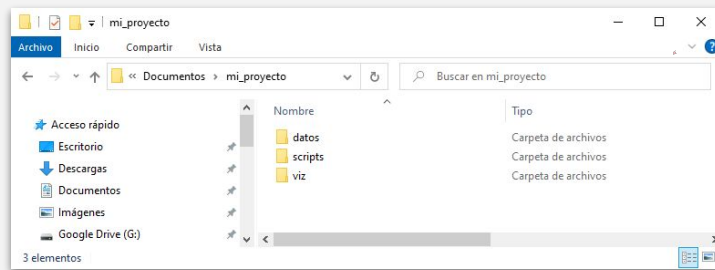 mi_proyecto
Archivo Inicio Compartir Vista
« Documentos › mi_proyecto Buscar en mi_proyecto
Nombre Tipo
Acceso rápido
Escritorio
Descargas
Documentos
Imágenes
Google Drive (G:)
datos Carpeta de archivos
scripts Carpeta de archivos
viz Carpeta de archivos
3 elementos